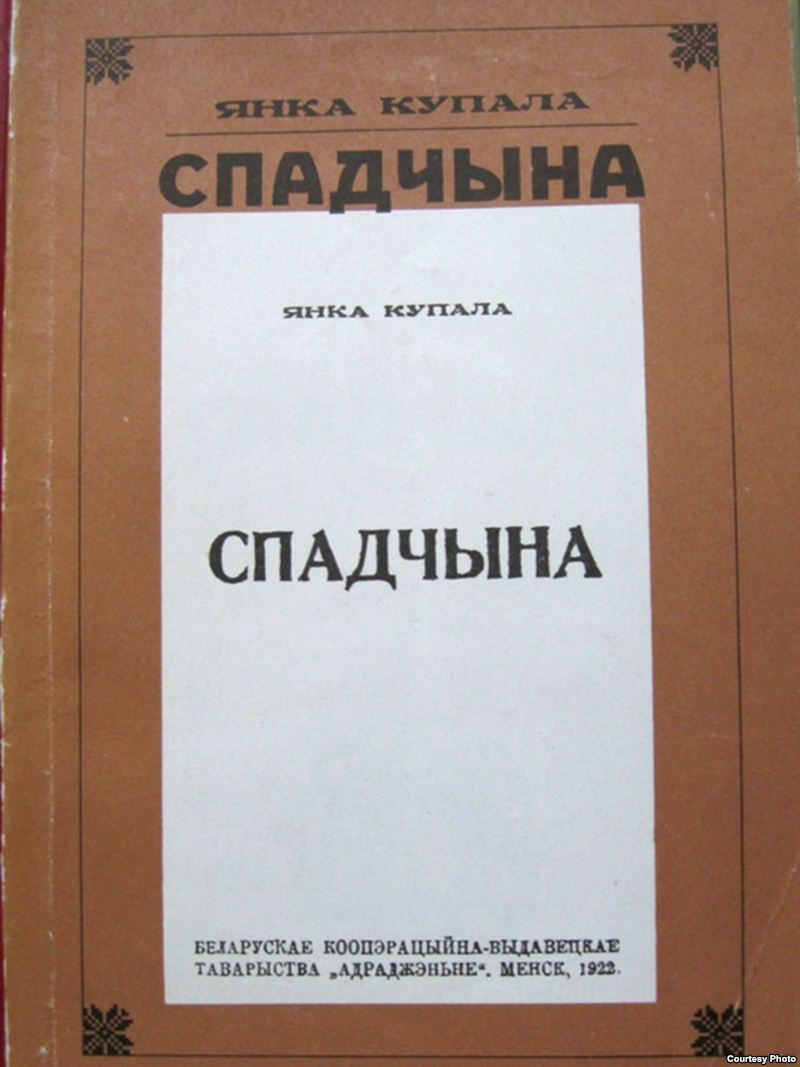 ЯНКА КУПАЛА
СПАДЧЫНА
ЯНКА КУПАЛА
СПАДЧЫНА
БЕЛАРУСКАЕ КООПЭРАЦЫЙНА-ВЫДАВЕЦКАЕ
ТАВАРЫСТВА „АДРАДЖЭНЬНЕ“. МЕНСК, 1922.
Courtesy Photo